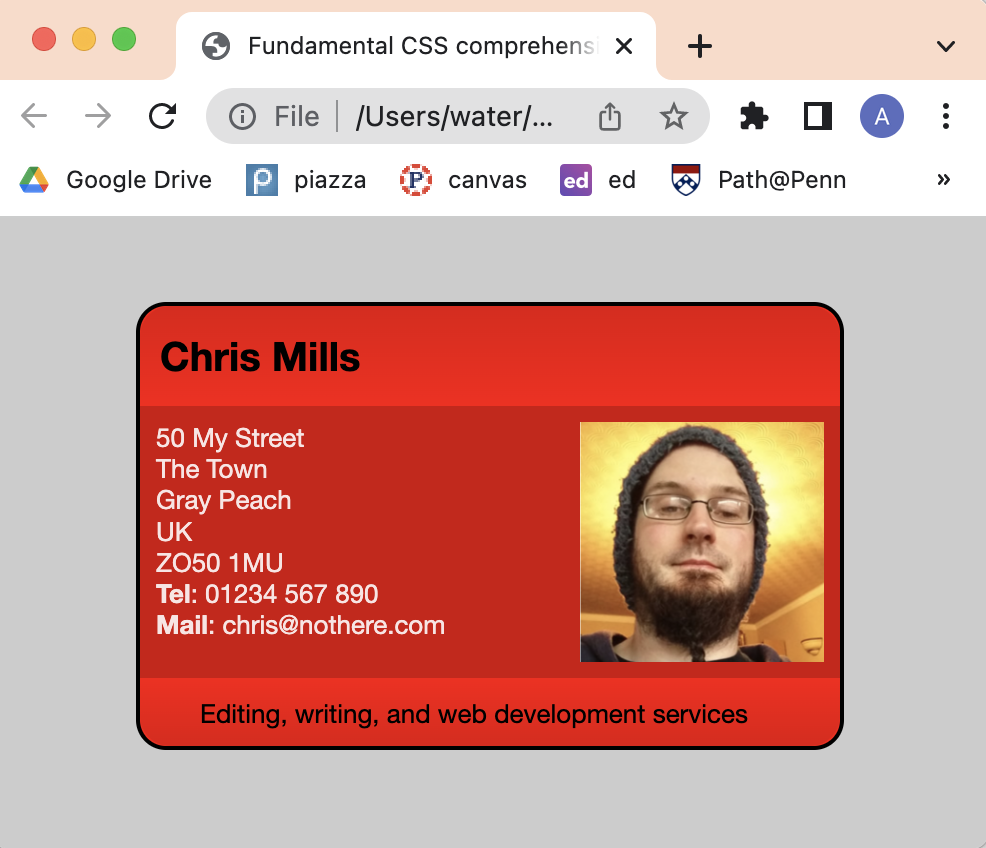 Fundamental CSS comprehensi
File
/Users/water/...
A
Google Drive
piazza
canvas
ed
ed
Path@Penn
»
Chris Mills
50 My Street
The Town
Gray Peach
UK
ZO50 1MU
Tel: 01234 567 890
Mail: chris@nothere.com
Editing, writing, and web development services